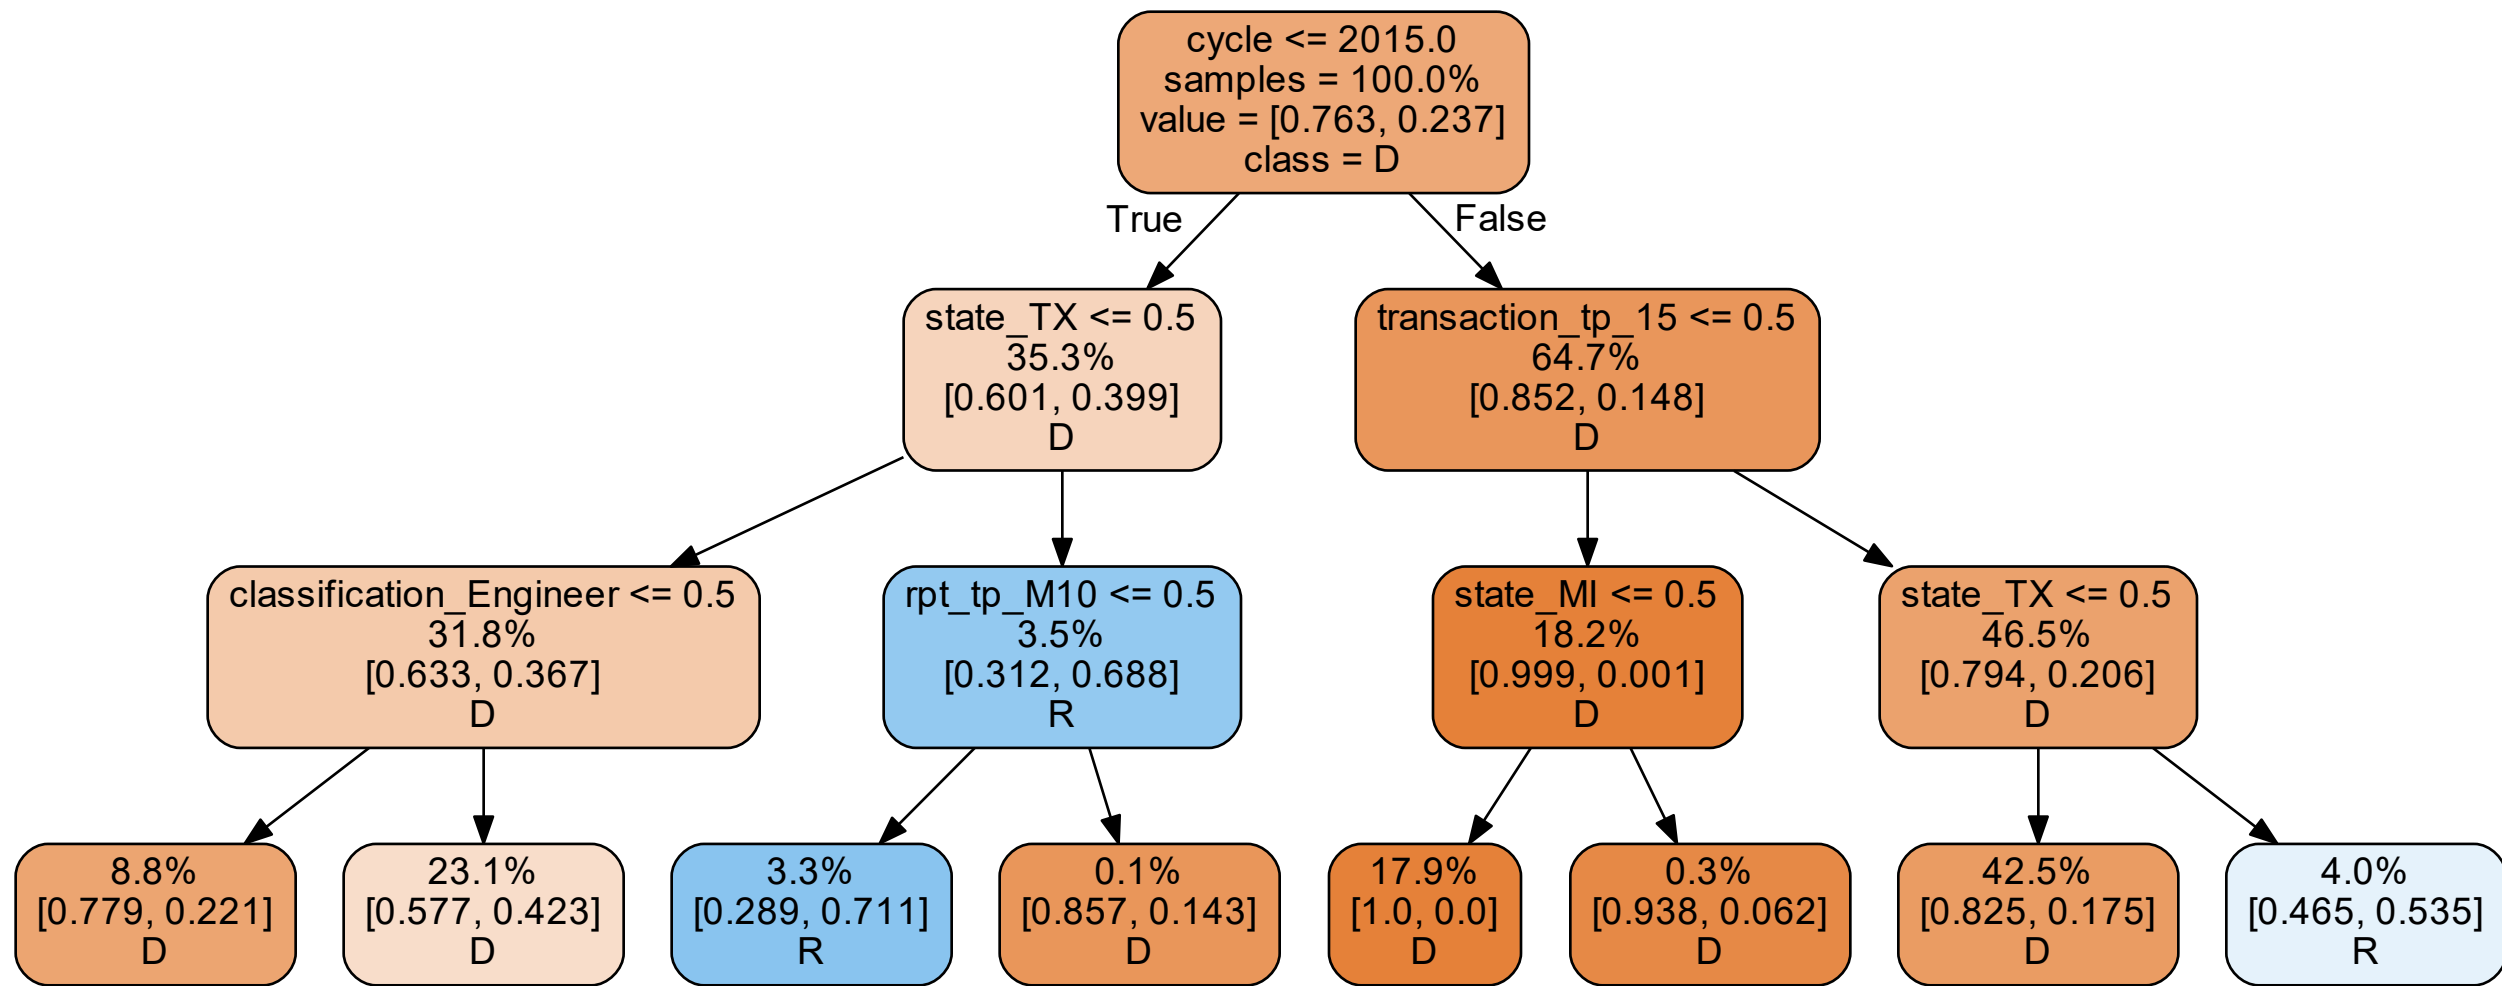 cycle <= 2015.0
samples = 100.0%
value = [0.763, 0.237]
class = D
True
False
state_TX <= 0.5
35.3%
[0.601, 0.399]
D
transaction_tp_15 <= 0.5
64.7%
[0.852, 0.148]
D
classification_Engineer <= 0.5
31.8%
[0.633, 0.367]
D
rpt_tp_M10 <= 0.5
3.5%
[0.312, 0.688]
R
state_MI <= 0.5
18.2%
[0.999, 0.001]
D
state_TX <= 0.5
46.5%
[0.794, 0.206]
D
8.8%
[0.779, 0.221]
D
23.1%
[0.577, 0.423]
D
3.3%
[0.289, 0.711]
R
0.1%
[0.857, 0.143]
D
17.9%
[1.0, 0.0]
D
0.3%
[0.938, 0.062]
D
42.5%
[0.825, 0.175]
D
4.0%
[0.465, 0.535]
R